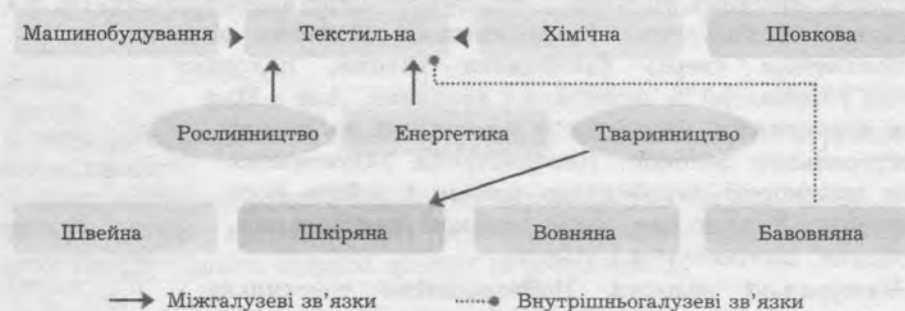 Машинобудування Текстильна Хімічна Шовкова
Рослинництво Енергетика Тваринництво
Швейна Шкіряна Вовняна Бавовняна
Міжгалузеві зв'язки Внутрішньогалузеві зв'язки